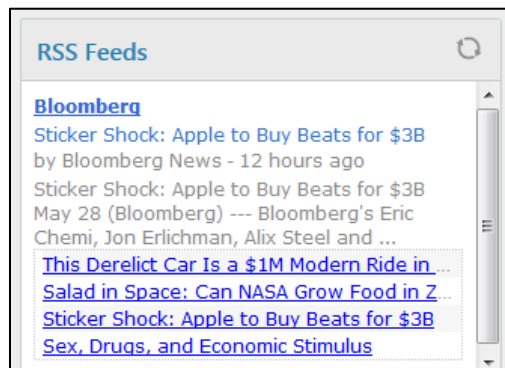 RSS Feeds
Bloomberg
Sticker Shock: Apple to Buy Beats for $3B
by Bloomberg News - 12 hours ago
Sticker Shock: Apple to Buy Beats for $3B
May 28 (Bloomberg) --- Bloomberg's Eric
Chemi, Jon Erlichman, Alix Steel and ...
This Derelict Car Is a $1M Modern Ride in ...
Salad in Space: Can NASA Grow Food in Z...
Sticker Shock: Apple to Buy Beats for $3B
Sex, Drugs, and Economic Stimulus